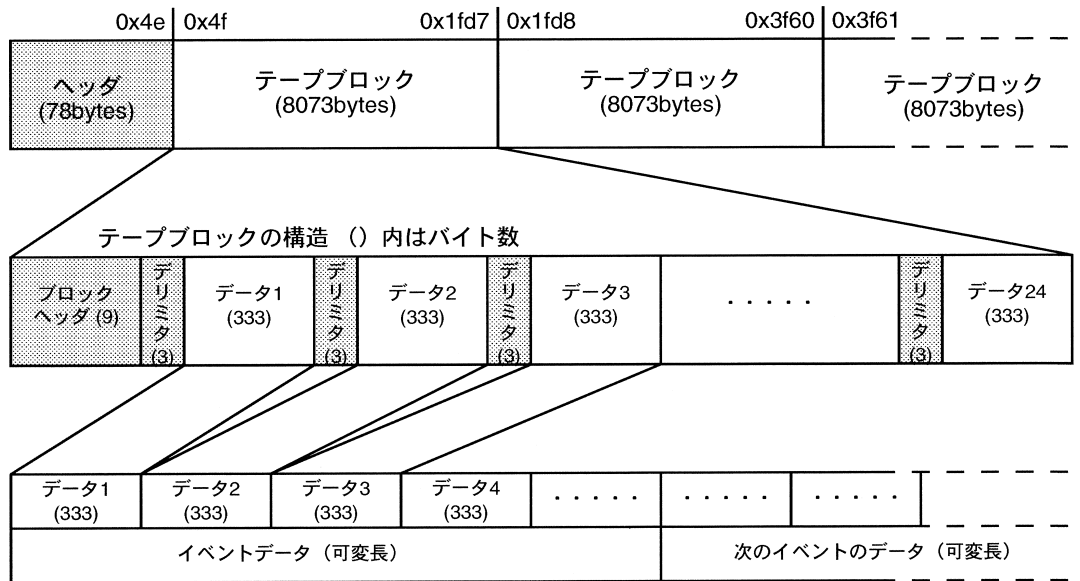 0x4e 0x4f 0x1fd7 0x1fd8 0x3f60 0x3f61
ヘッダ
(78bytes)
テープブロック
(8073bytes)
テープブロック
(8073bytes)
テープブロック
(8073bytes)
テープブロックの構造 () 内はバイト数
ブロック
ヘッダ (9)
デリミタ(3)
データ1
(333)
デリミタ(3)
データ2
(333)
デリミタ(3)
データ3
(333)
・・・・・
デリミタ(3)
データ24
(333)
データ1
(333)
データ2
(333)
データ3
(333)
データ4
(333)
・・・・・
・・・・・
・・・・・
イベントデータ (可変長)
次のイベントのデータ (可変長)